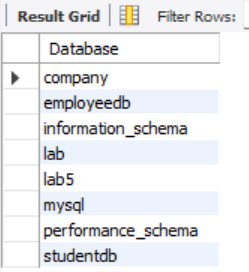 Result Grid Filter Rows:
Database
company
employeedb
information_schema
lab
lab5
mysql
performance_schema
studentdb